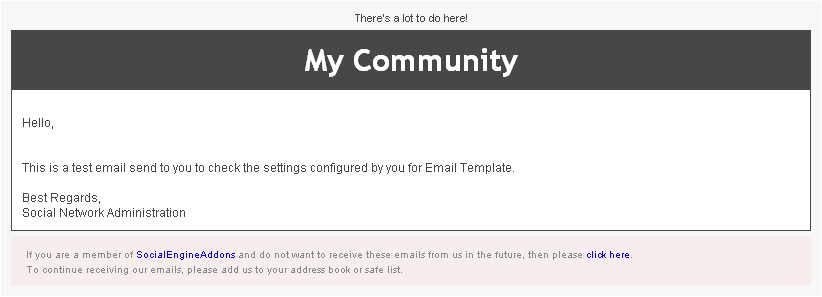 There's a lot to do here!
My Community
Hello,
This is a test email send to you to check the settings configured by you for Email Template.
Best Regards,
Social Network Administration
If you are a member of SocialEngineAddons and do not want to receive these emails from us in the future, then please click here.
To continue receiving our emails, please add us to your address book or safe list.